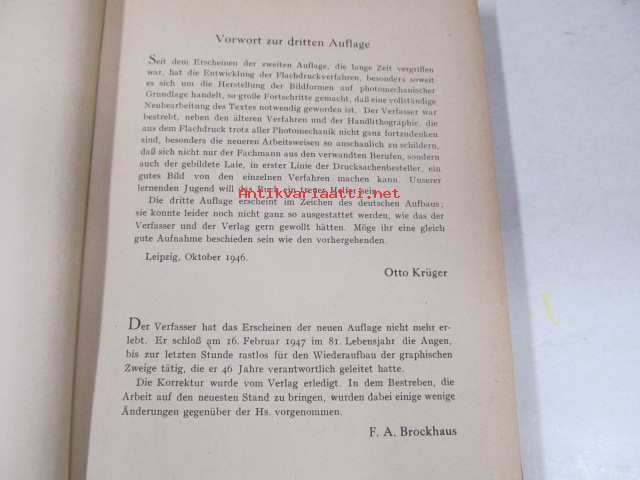 Vorwort zur dritten Auflage
Seit dem Erscheinen der zweiten Auflage, die lange Zeit vergriffen
war, hat die Entwicklung der Flachdruckverfahren, besonders soweit
es sich um die Herstellung der Bildformen auf photomechanischer
Grundlage handelt, so große Fortschritte gemacht, daß eine vollständige
Neubearbeitung des Textes notwendig geworden ist. Der Verfasser war
bestrebt, neben den älteren Verfahren und der Handlithographie, die
aus dem Flachdruck trotz aller Photomechanik nicht ganz fortzudenken
sind, besonders die neueren Arbeitsweisen so anschaulich zu schildern,
daß sich nicht nur der Fachmann aus den verwandten Berufen, sondern
auch der gebildete Laie, in erster Linie der Drucksachenbesteller, ein
gutes Bild von den einzelnen Verfahren machen kann. Unserer
lernenden Jugend will das Buch ein treuer Helfer sein.
Antikvariaatti.net
Die dritte Auflage erscheint im Zeichen des deutschen Aufbaus;
sie konnte leider noch nicht ganz so ausgestattet werden, wie das der
Verfasser und der Verlag gern gewollt hätten. Möge ihr eine gleich
gute Aufnahme beschieden sein wie den vorhergehenden.
Leipzig, Oktober 1946.
Otto Krüger
Der Verfasser hat das Erscheinen der neuen Auflage nicht mehr er-
lebt. Er schloß am 16. Februar 1947 im 81. Lebensjahr die Augen,
bis zur letzten Stunde rastlos für den Wiederaufbau der graphischen
Zweige tätig, die er 46 Jahre verantwortlich geleitet hatte.
Die Korrektur wurde vom Verlag erledigt. In dem Bestreben, die
Arbeit auf den neuesten Stand zu bringen, wurden dabei einige wenige
Änderungen gegenüber der Hs. vorgenommen.
F. A. Brockhaus